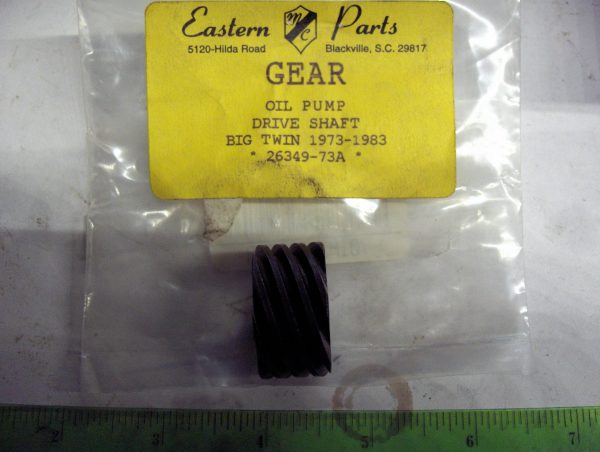 Eastern MC Parts
5120-Hilda Road Blackville, S.C. 29817
GEAR
OIL PUMP
DRIVE SHAFT
BIG TWIN 1973-1983
* 26349-73A *
2 3 4 5 6 7